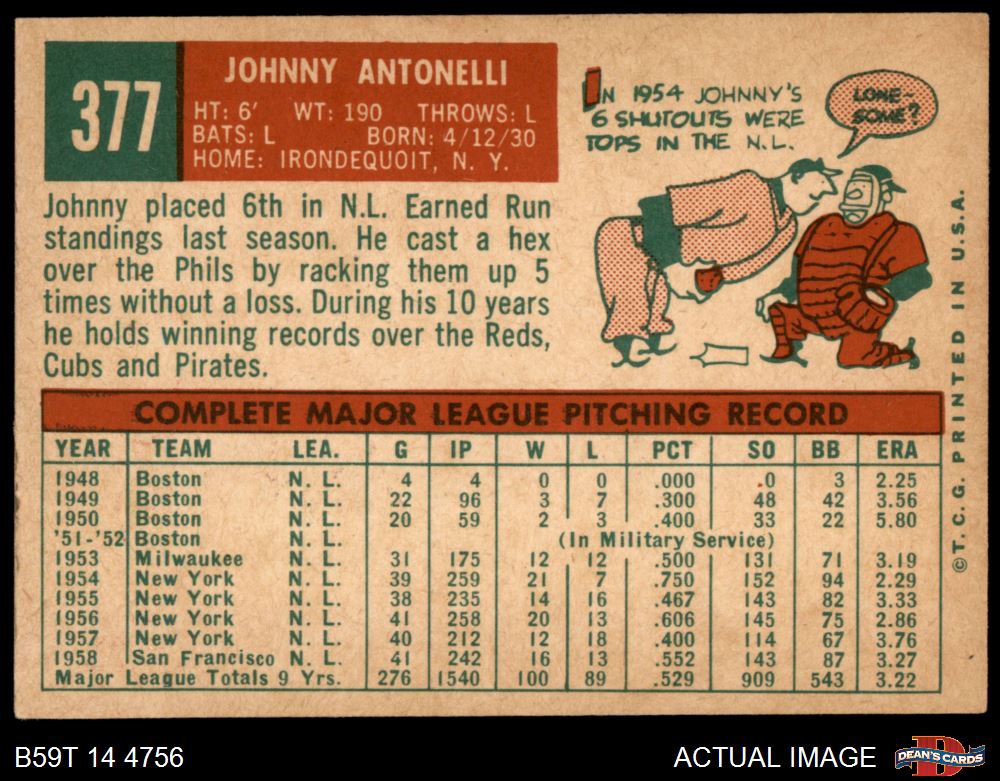 377
JOHNNY ANTONELLI
HT: 6' WT: 190 THROWS: L
BATS: L BORN: 4/12/30
HOME: IRONDEQUOIT, N. Y.
IN 1954 JOHNNY'S
6 SHUTOUTS WERE
TOPS IN THE N.L.
LONE-
SOME?
Johnny placed 6th in N.L. Earned Run
standings last season. He cast a hex
over the Phils by racking them up 5
times without a loss. During his 10 years
he holds winning records over the Reds,
Cubs and Pirates.
COMPLETE MAJOR LEAGUE PITCHING RECORD
YEAR TEAM LEA. G IP W L PCT SO BB ERA
1948 Boston N. L. 4 4 0 0 .000 .0 3 2.25
1949 Boston N. L. 22 96 3 7 .300 48 42 3.56
1950 Boston N. L. 20 59 2 3 .400 33 22 5.80
'51-'52 Boston N. L. (In Military Service)
1953 Milwaukee N. L. 31 175 12 12 .500 131 71 3.19
1954 New York N. L. 39 259 21 7 .750 152 94 2.29
1955 New York N. L. 38 235 14 16 .467 143 82 3.33
1956 New York N. L. 41 258 20 13 .606 145 75 2.86
1957 New York N. L. 40 212 12 18 .400 114 67 3.76
1958 San Francisco N. L. 41 242 16 13 .552 143 87 3.27
Major League Totals 9 Yrs. 276 1540 100 89 .529 909 543 3.22
©T. C. G. PRINTED IN U.S.A.
B59T 14 4756
ACTUAL IMAGE
D
DEAN'S CARDS